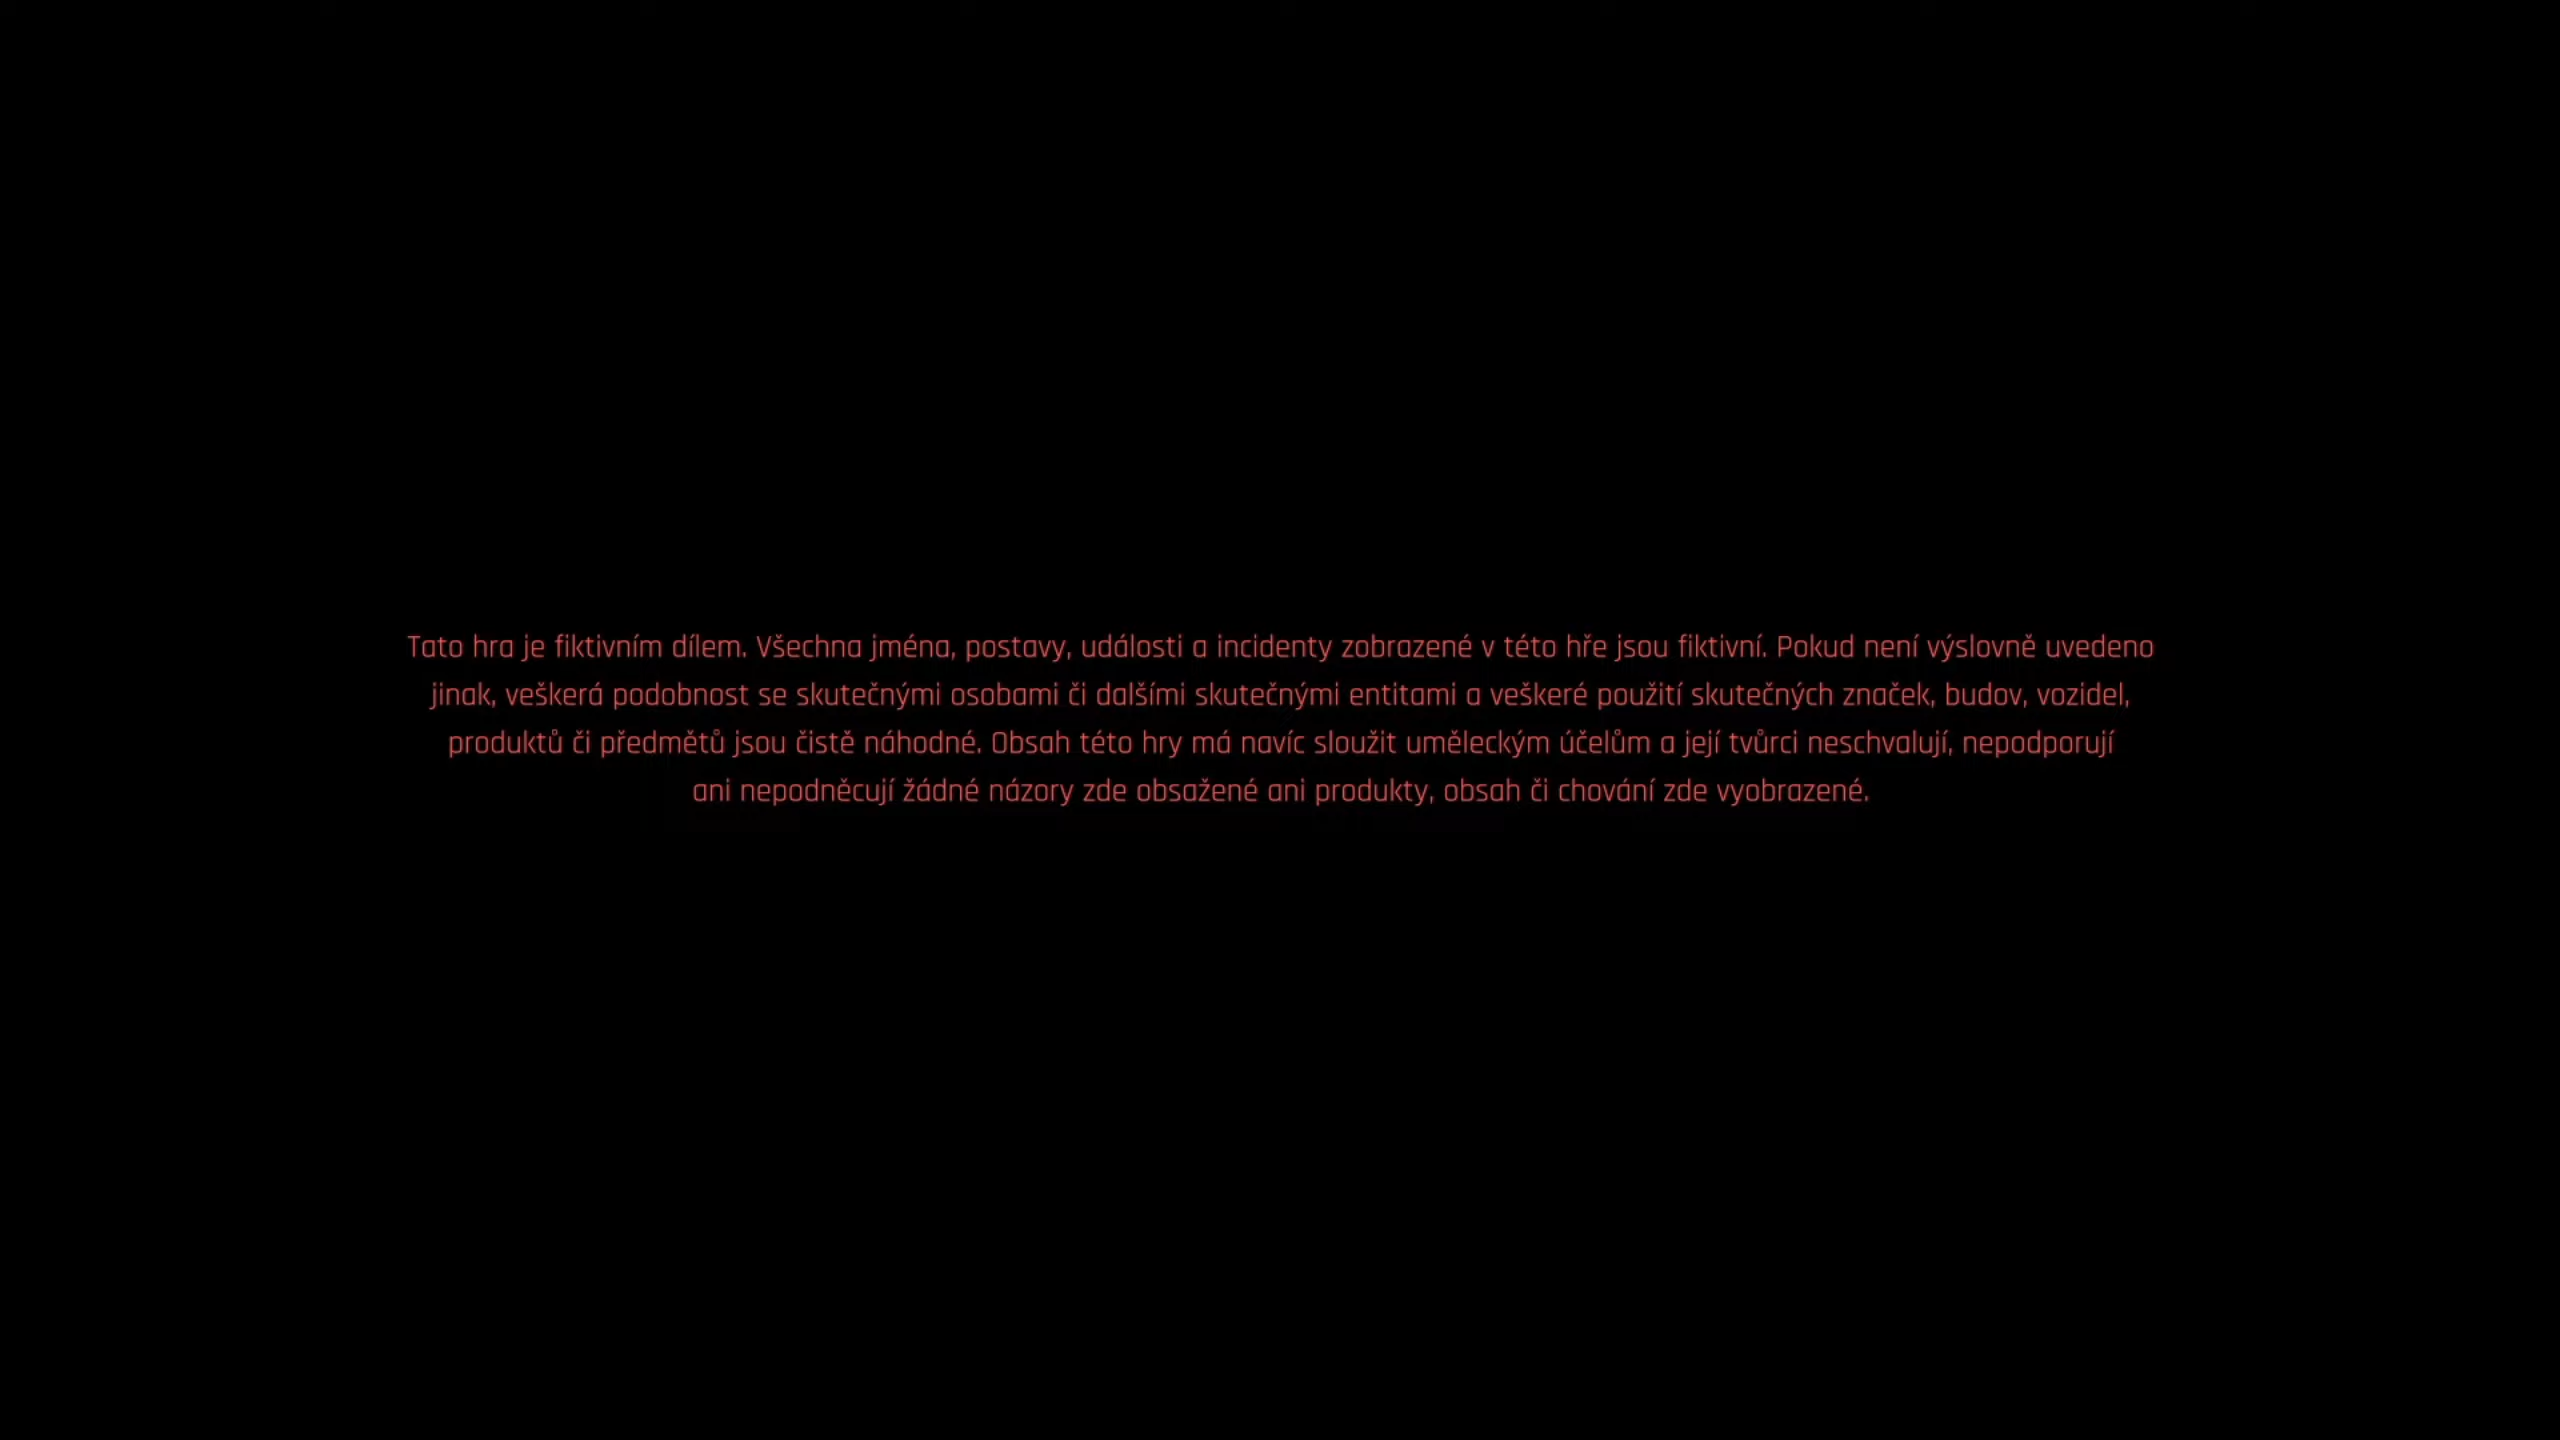 Tato hra je fiktivním dílem. Všechna jména, postavy, události a incidenty zobrazené v této hře jsou fiktivní. Pokud není výslovně uvedeno
jinak, veškerá podobnost se skutečnými osobami či dalšími skutečnými entitami a veškeré použití skutečných značek, budov, vozidel,
produktů či předmětů jsou čistě náhodné. Obsah této hry má navíc sloužit uměleckým účelům a její tvůrci neschvalují, nepodporují
ani nepodněcují žádné názory zde obsažené ani produkty, obsah či chování zde vyobrazené.